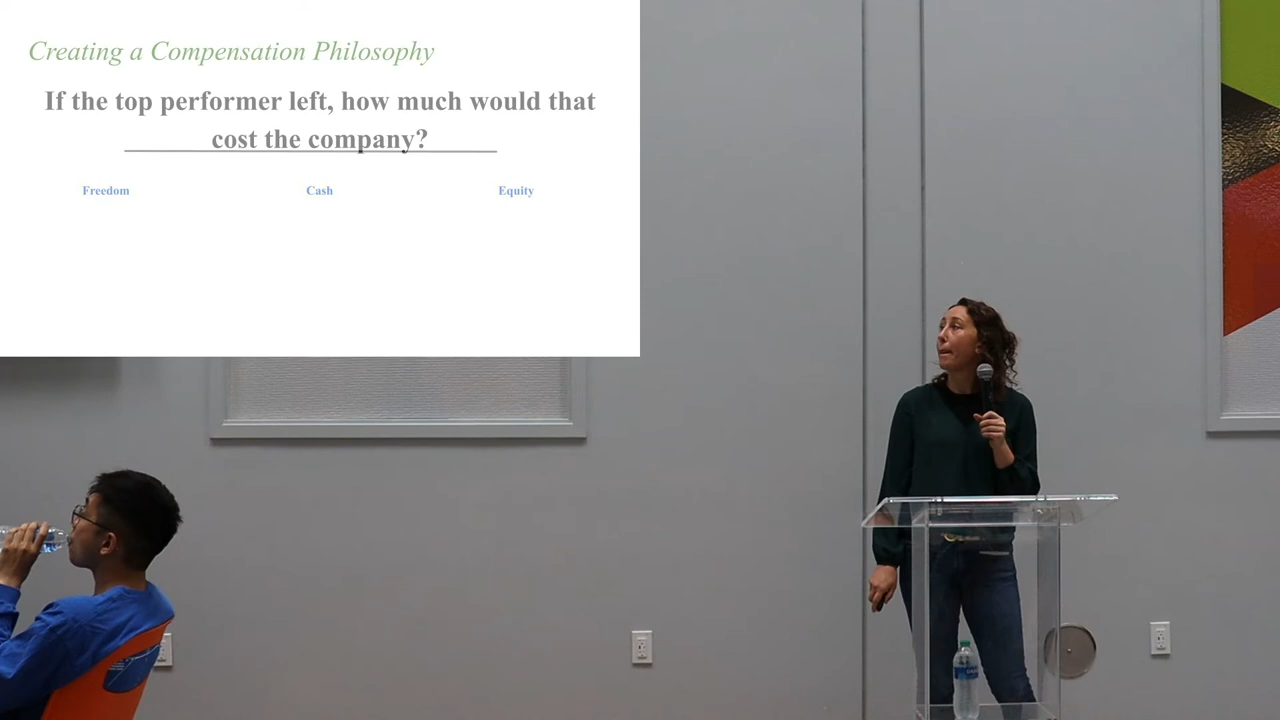 Creating a Compensation Philosophy
If the top performer left, how much would that
cost the company?
Freedom Cash Equity